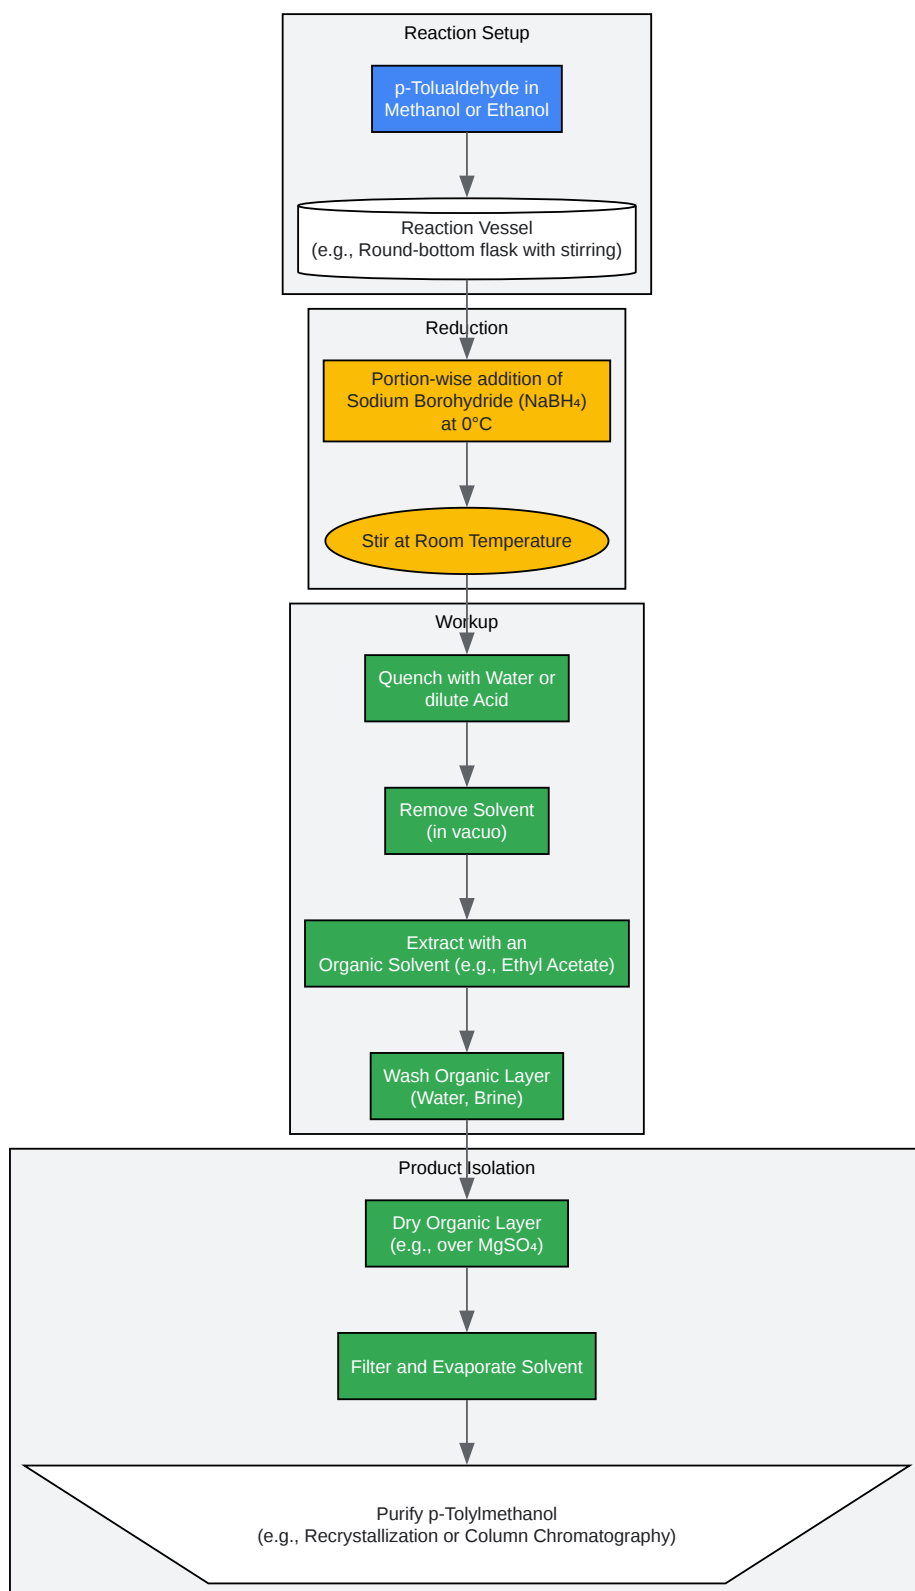 Reaction Setup
p-Tolualdehyde in
Methanol or Ethanol
Reaction Vessel
(e.g., Round-bottom flask with stirring)
Reduction
Portion-wise addition of
Sodium Borohydride (NaBH₄)
at 0°C
Stir at Room Temperature
Workup
Quench with Water or
dilute Acid
Remove Solvent
(in vacuo)
Extract with an
Organic Solvent (e.g., Ethyl Acetate)
Wash Organic Layer
(Water, Brine)
Product Isolation
Dry Organic Layer
(e.g., over MgSO₄)
Filter and Evaporate Solvent
Purify p-Tolylmethanol
(e.g., Recrystallization or Column Chromatography)